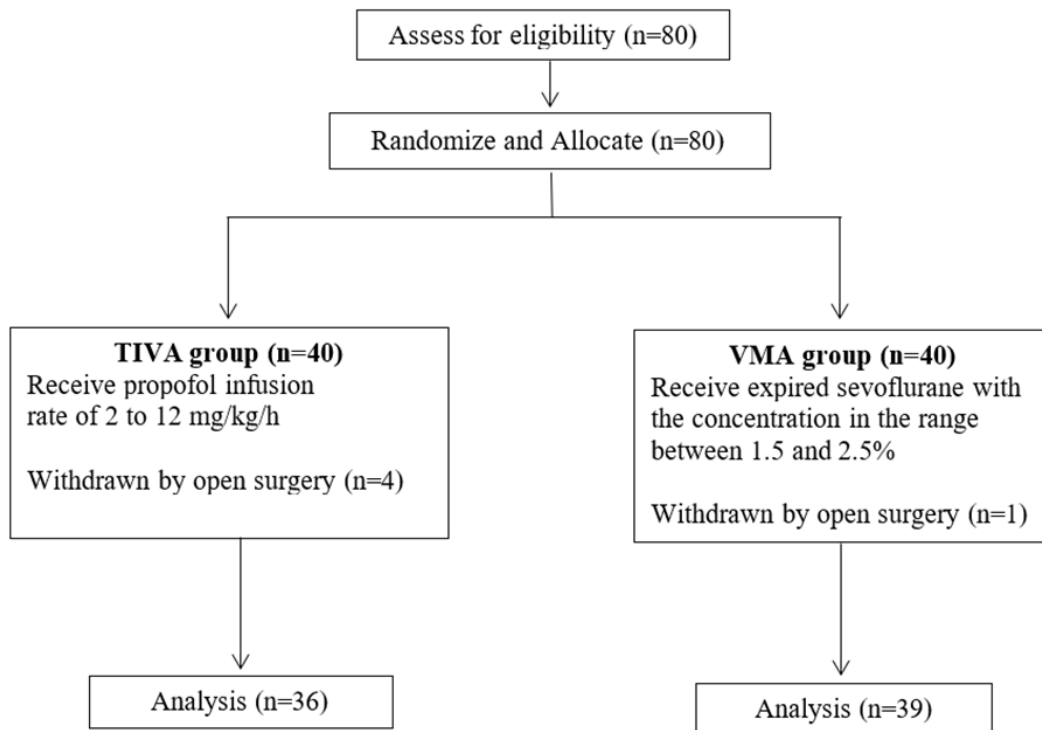 Assess for eligibility (n=80)
Randomize and Allocate (n=80)
TIVA group (n=40)
Receive propofol infusion
rate of 2 to 12 mg/kg/h
Withdrawn by open surgery (n=4)
VMA group (n=40)
Receive expired sevoflurane with
the concentration in the range
between 1.5 and 2.5%
Withdrawn by open surgery (n=1)
Analysis (n=36)
Analysis (n=39)